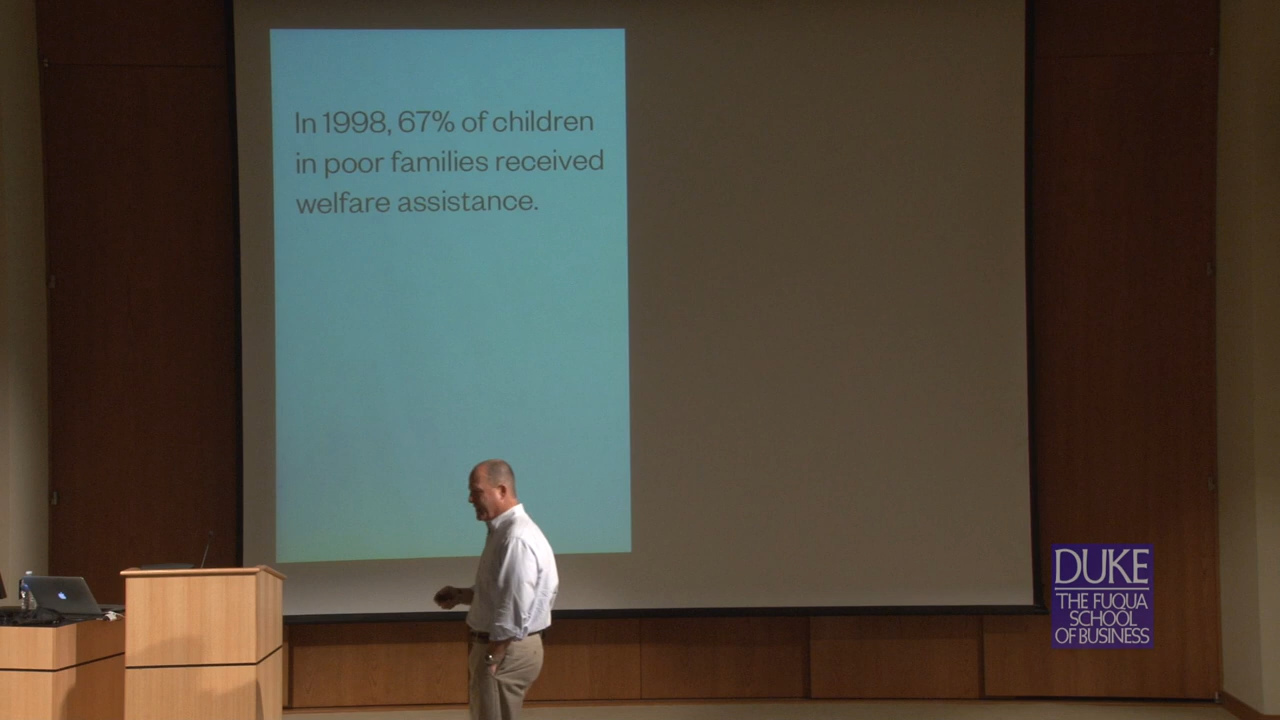 In 1998, 67% of children
in poor families received
welfare assistance.
DUKE
THE FUQUA
SCHOOL
OF BUSINESS